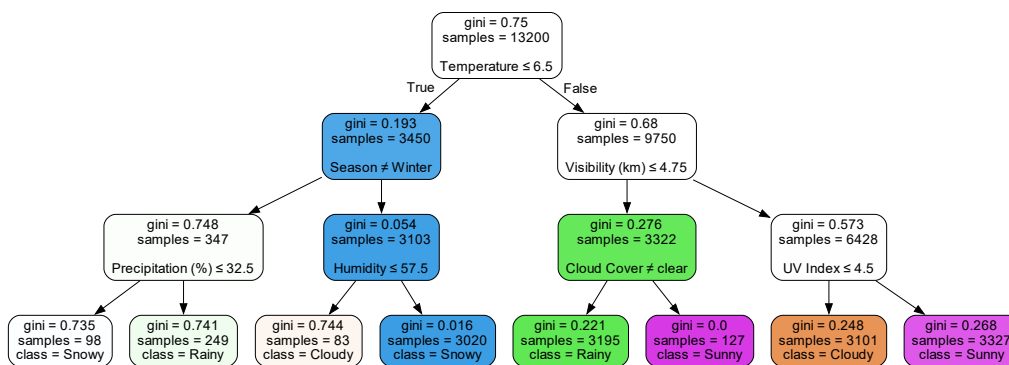 gini = 0.75
samples = 13200
Temperature ≤ 6.5
True
False
gini = 0.193
samples = 3450
Season ≠ Winter
gini = 0.68
samples = 9750
Visibility (km) ≤ 4.75
gini = 0.748
samples = 347
Precipitation (%) ≤ 32.5
gini = 0.054
samples = 3103
Humidity ≤ 57.5
gini = 0.276
samples = 3322
Cloud Cover ≠ clear
gini = 0.573
samples = 6428
UV Index ≤ 4.5
gini = 0.735
samples = 98
class = Snowy
gini = 0.741
samples = 249
class = Rainy
gini = 0.744
samples = 83
class = Cloudy
gini = 0.016
samples = 3020
class = Snowy
gini = 0.221
samples = 3195
class = Rainy
gini = 0.0
samples = 127
class = Sunny
gini = 0.248
samples = 3101
class = Cloudy
gini = 0.268
samples = 3327
class = Sunny